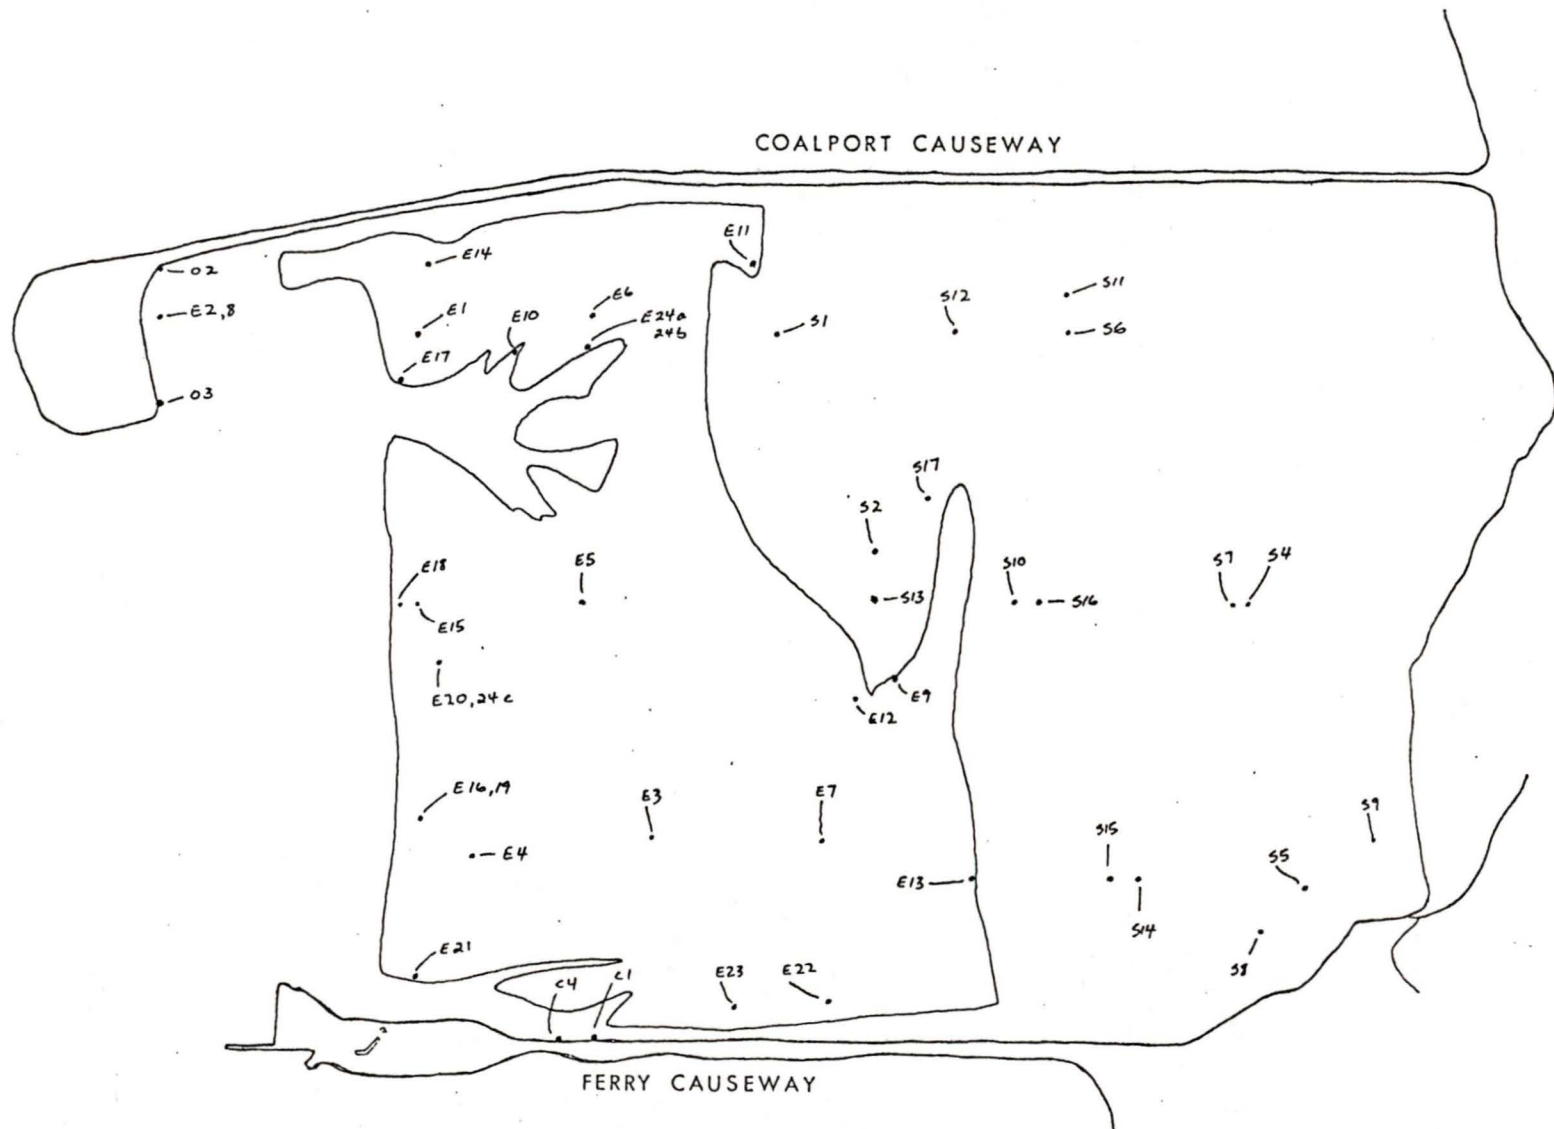 COALPORT CAUSEWAY
E11
E14
O2
S11
E2,8
E6
S12
E1
E10
E24a
24b
S1
S6
E17
O3
S17
S2
E18
E5
S10
S7
S4
S13
S16
E15
E20,24c
E9
E12
E16,19
E3
E7
S9
S15
E4
S5
E13
S14
E21
S8
C4
C1
E23
E22
FERRY CAUSEWAY